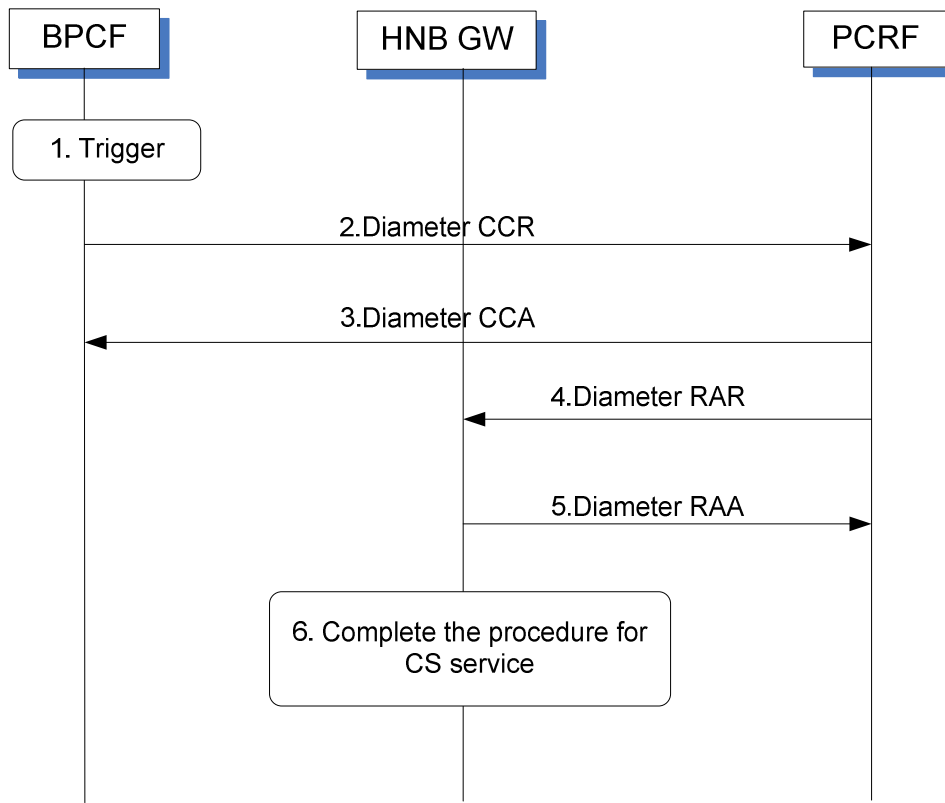 BPCF
HNB GW
PCRF
1. Trigger
2.Diameter CCR
3.Diameter CCA
4.Diameter RAR
5.Diameter RAA
6. Complete the procedure for
CS service